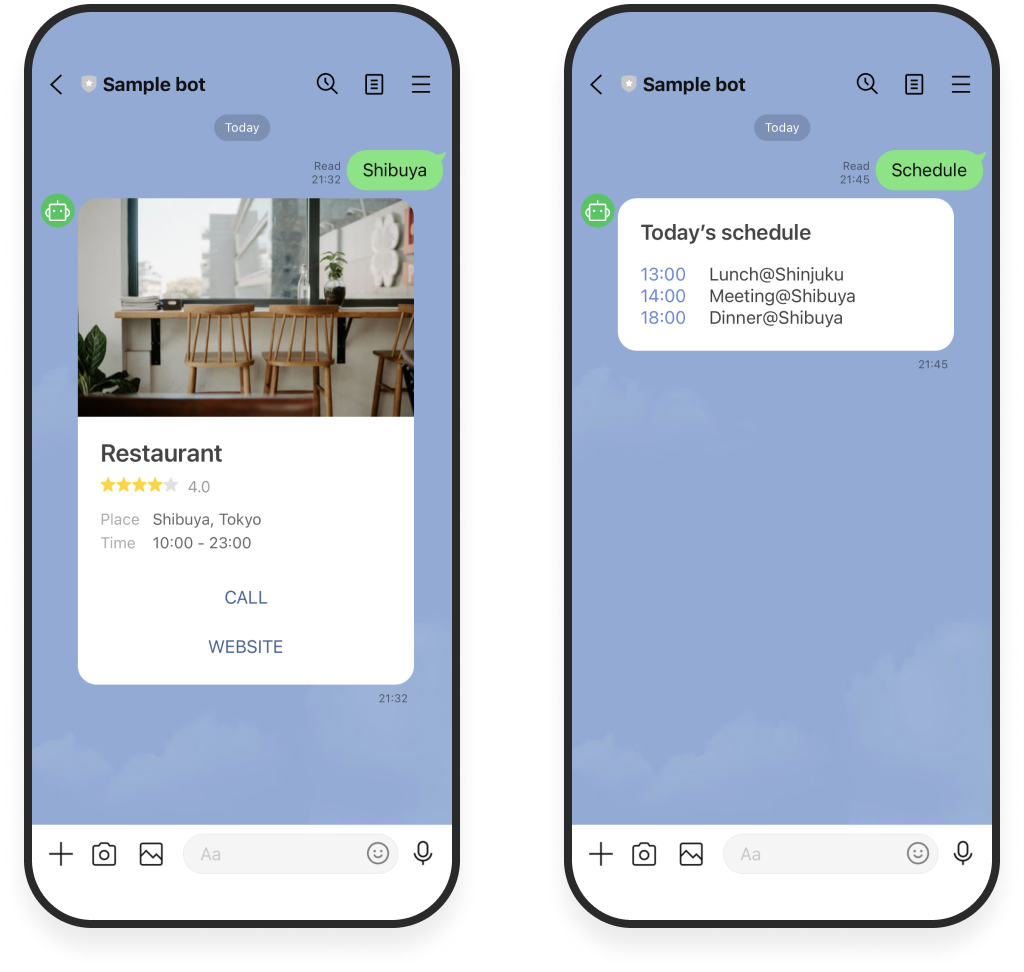 Sample bot
Today
Read
21:32
Shibuya
Restaurant
4.0
Place Shibuya, Tokyo
Time 10:00 - 23:00
CALL
WEBSITE
21:32
Aa
Sample bot
Today
Read
21:45
Schedule
Today’s schedule
13:00 Lunch@Shinjuku
14:00 Meeting@Shibuya
18:00 Dinner@Shibuya
21:45
Aa